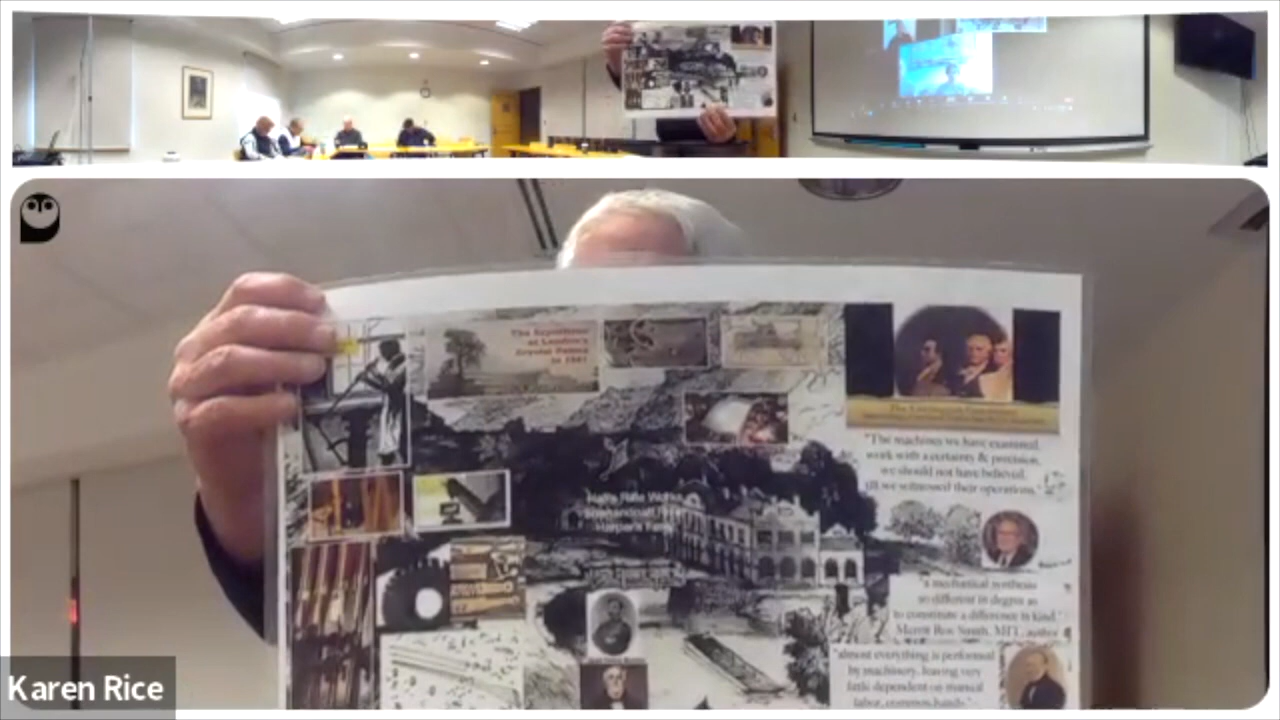 The Exhibition
at London's
Crystal Palace
in 1851
"The machines we have examined,
work with a certainty & precision,
we should not have believed,
till we witnessed their operations."
Hall's Rifle Works
Shenandoah River
Harper's Ferry
"a mechanical synthesis
so different in degree as
to constitute a difference in kind."
Merritt Roe Smith, MIT, author
"almost everything is performed
by machinery, leaving very
little dependent on manual
labor, common hands."
Karen Rice